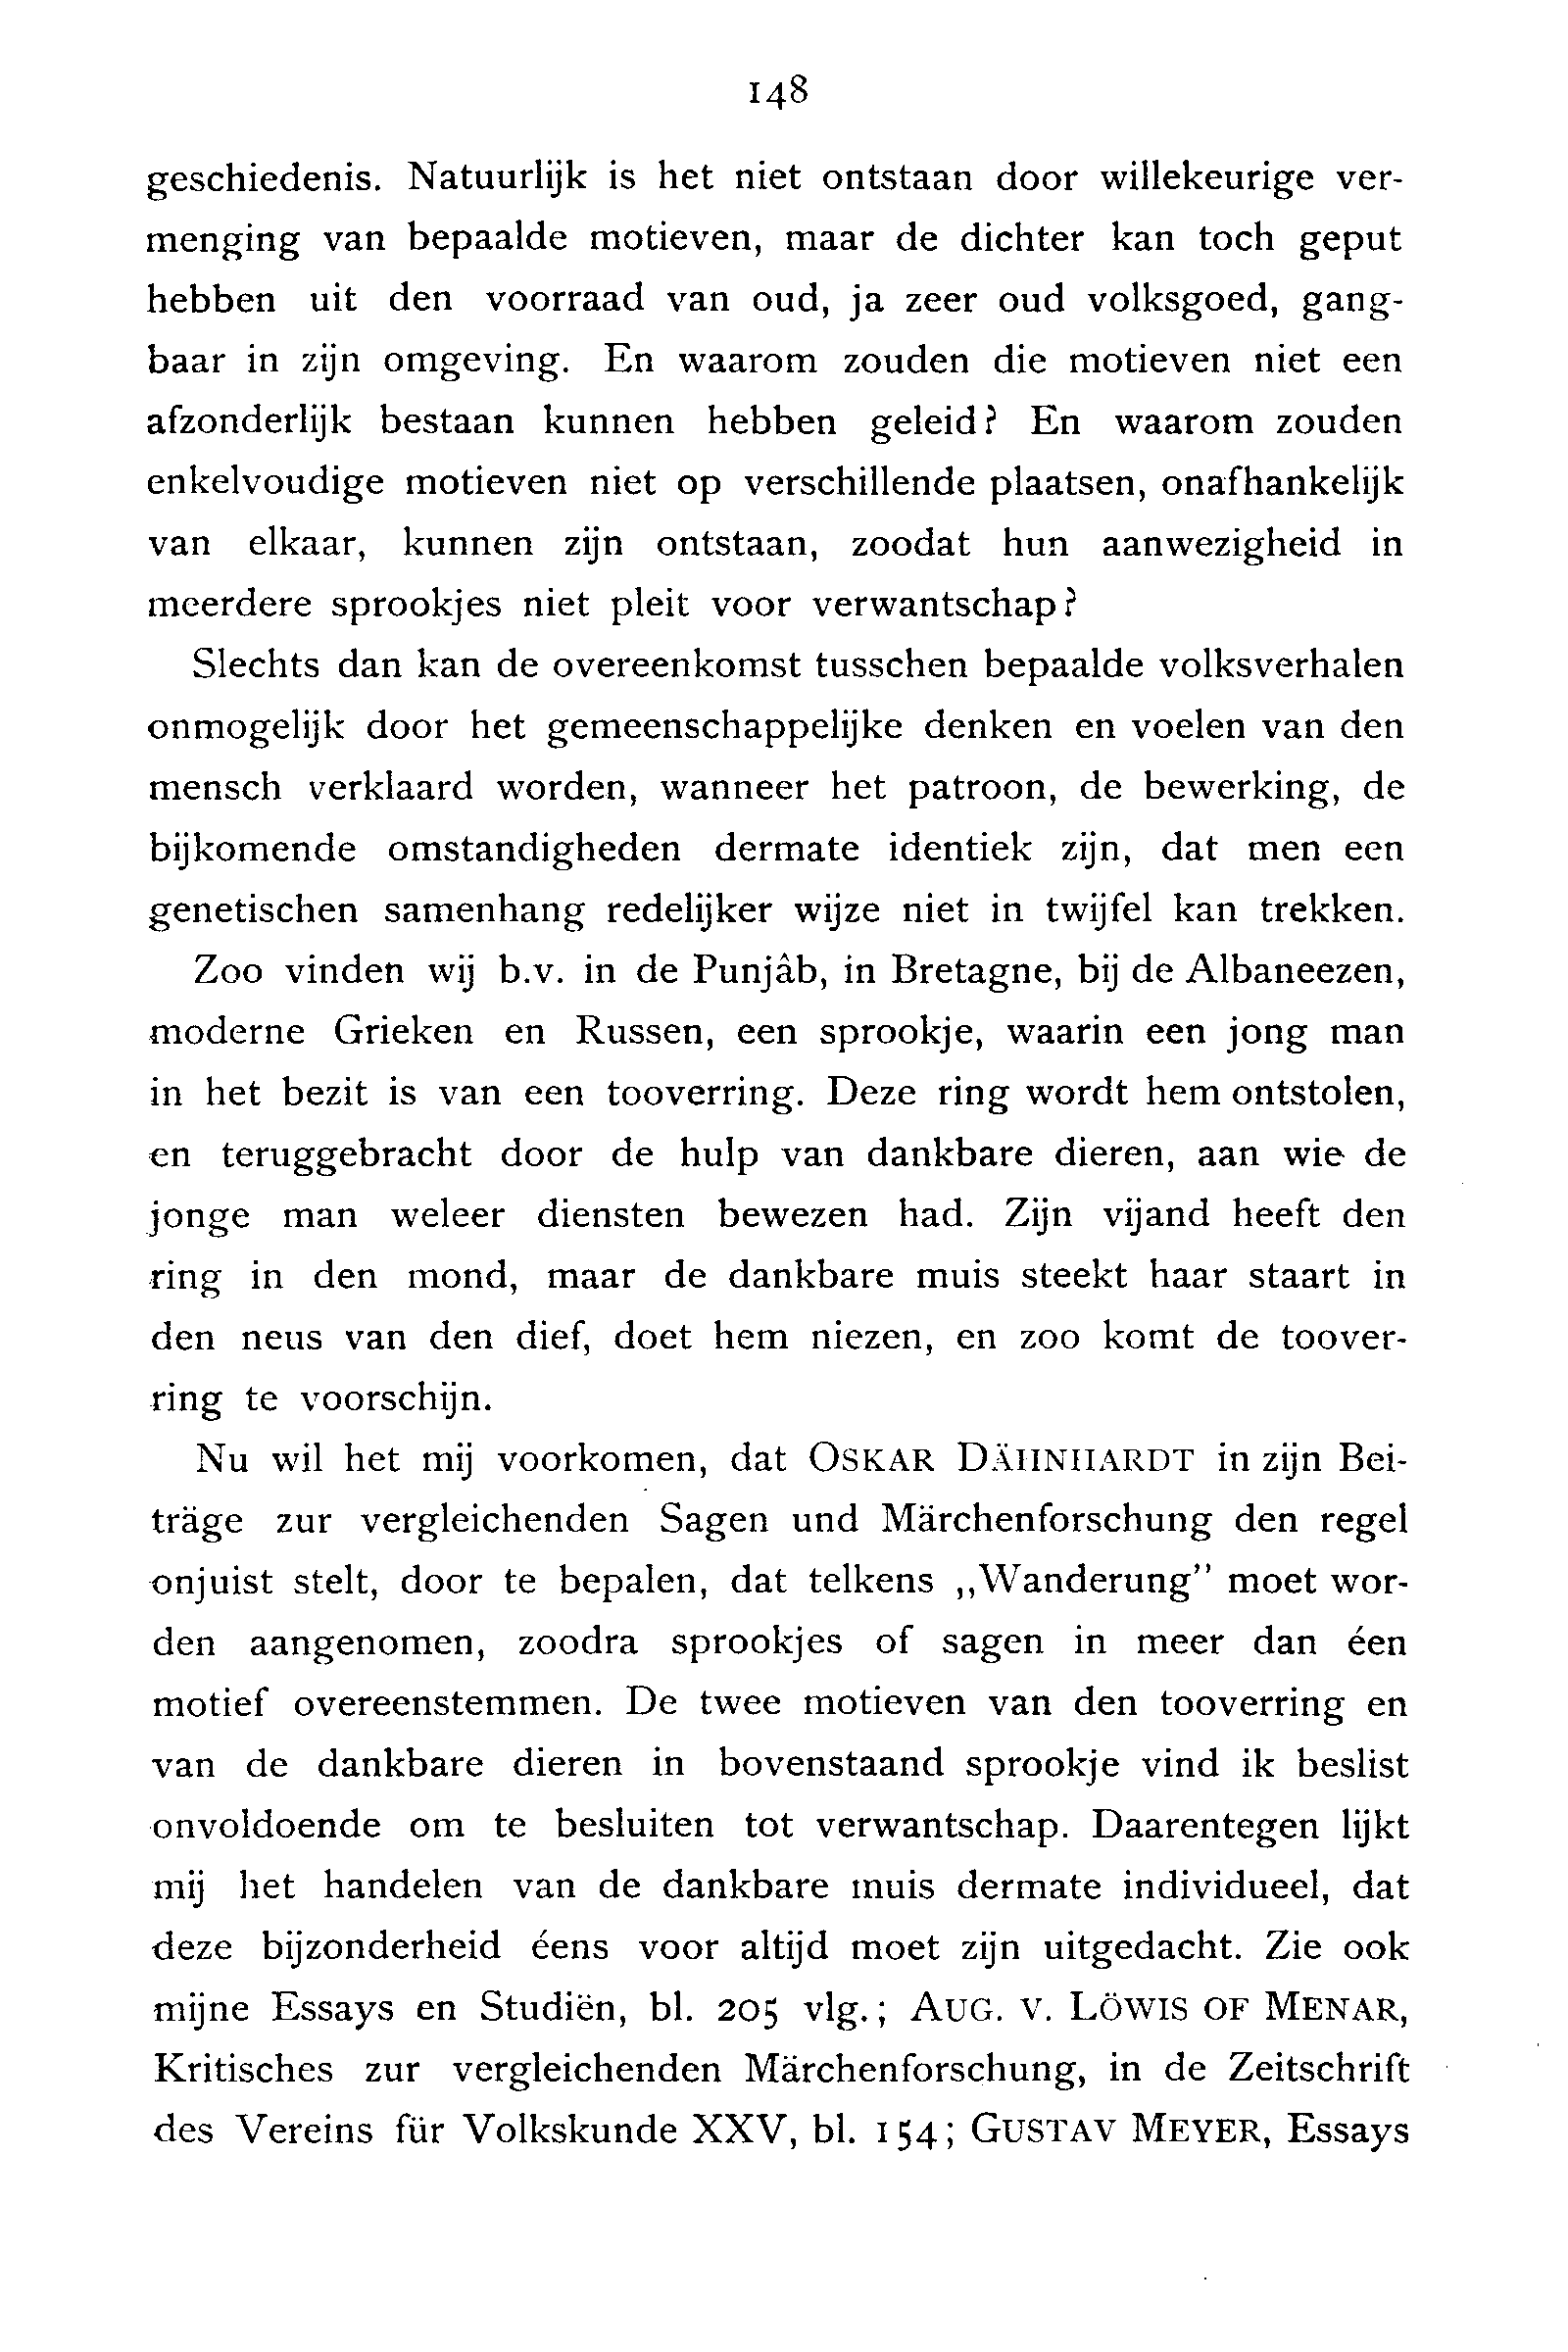 148
geschiedenis. Natuurlijk is het niet ontstaan door willekeurige ver-
menging van bepaalde motieven, maar de dichter kan toch geput
hebben uit den voorraad van oud, ja zeer oud volksgoed, gang-
baar in zijn omgeving. En waarom zouden die motieven niet een
afzonderlijk bestaan kunnen hebben geleid? En waarom zouden
enkelvoudige motieven niet op verschillende plaatsen, onafhankelijk
van elkaar, kunnen zijn ontstaan, zoodat hun aanwezigheid in
meerdere sprookjes niet pleit voor verwantschap?
Slechts dan kan de overeenkomst tusschen bepaalde volksverhalen
onmogelijk door het gemeenschappelijke denken en voelen van den
mensch verklaard worden, wanneer het patroon, de bewerking, de
bijkomende omstandigheden dermate identiek zijn, dat men een
genetischen samenhang redelijker wijze niet in twijfel kan trekken.
Zoo vinden wij b.v. in de Punjâb, in Bretagne, bij de Albaneezen,
moderne Grieken en Russen, een sprookje, waarin een jong man
in het bezit is van een tooverring. Deze ring wordt hem ontstolen,
en teruggebracht door de hulp van dankbare dieren, aan wie de
jonge man weleer diensten bewezen had. Zijn vijand heeft den
ring in den mond, maar de dankbare muis steekt haar staart in
den neus van den dief, doet hem niezen, en zoo komt de toover-
ring te voorschijn.
Nu wil het mij voorkomen, dat OSKAR DÄHNHARDT in zijn Bei-
träge zur vergleichenden Sagen und Märchenforschung den regel
onjuist stelt, door te bepalen, dat telkens ,,Wanderung” moet wor-
den aangenomen, zoodra sprookjes of sagen in meer dan éen
motief overeenstemmen. De twee motieven van den tooverring en
van de dankbare dieren in bovenstaand sprookje vind ik beslist
onvoldoende om te besluiten tot verwantschap. Daarentegen lijkt
mij het handelen van de dankbare muis dermate individueel, dat
deze bijzonderheid éens voor altijd moet zijn uitgedacht. Zie ook
mijne Essays en Studiën, bl. 205 vlg.; AUG. V. LÖWIS OF MENAR,
Kritisches zur vergleichenden Märchenforschung, in de Zeitschrift
des Vereins für Volkskunde XXV, bl. 154; GUSTAV MEYER, Essays